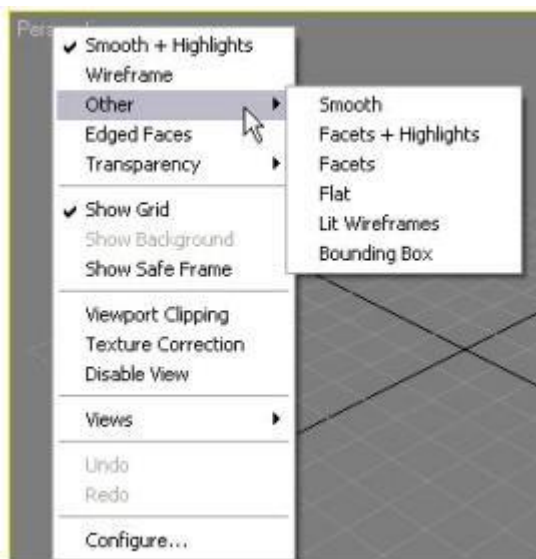 Smooth + Highlights
Wireframe
Other
Edged Faces
Transparency
Show Grid
Show Background
Show Safe Frame
Viewport Clipping
Texture Correction
Disable View
Views
Undo
Redo
Configure...
Smooth
Facets + Highlights
Facets
Flat
Lit Wireframes
Bounding Box